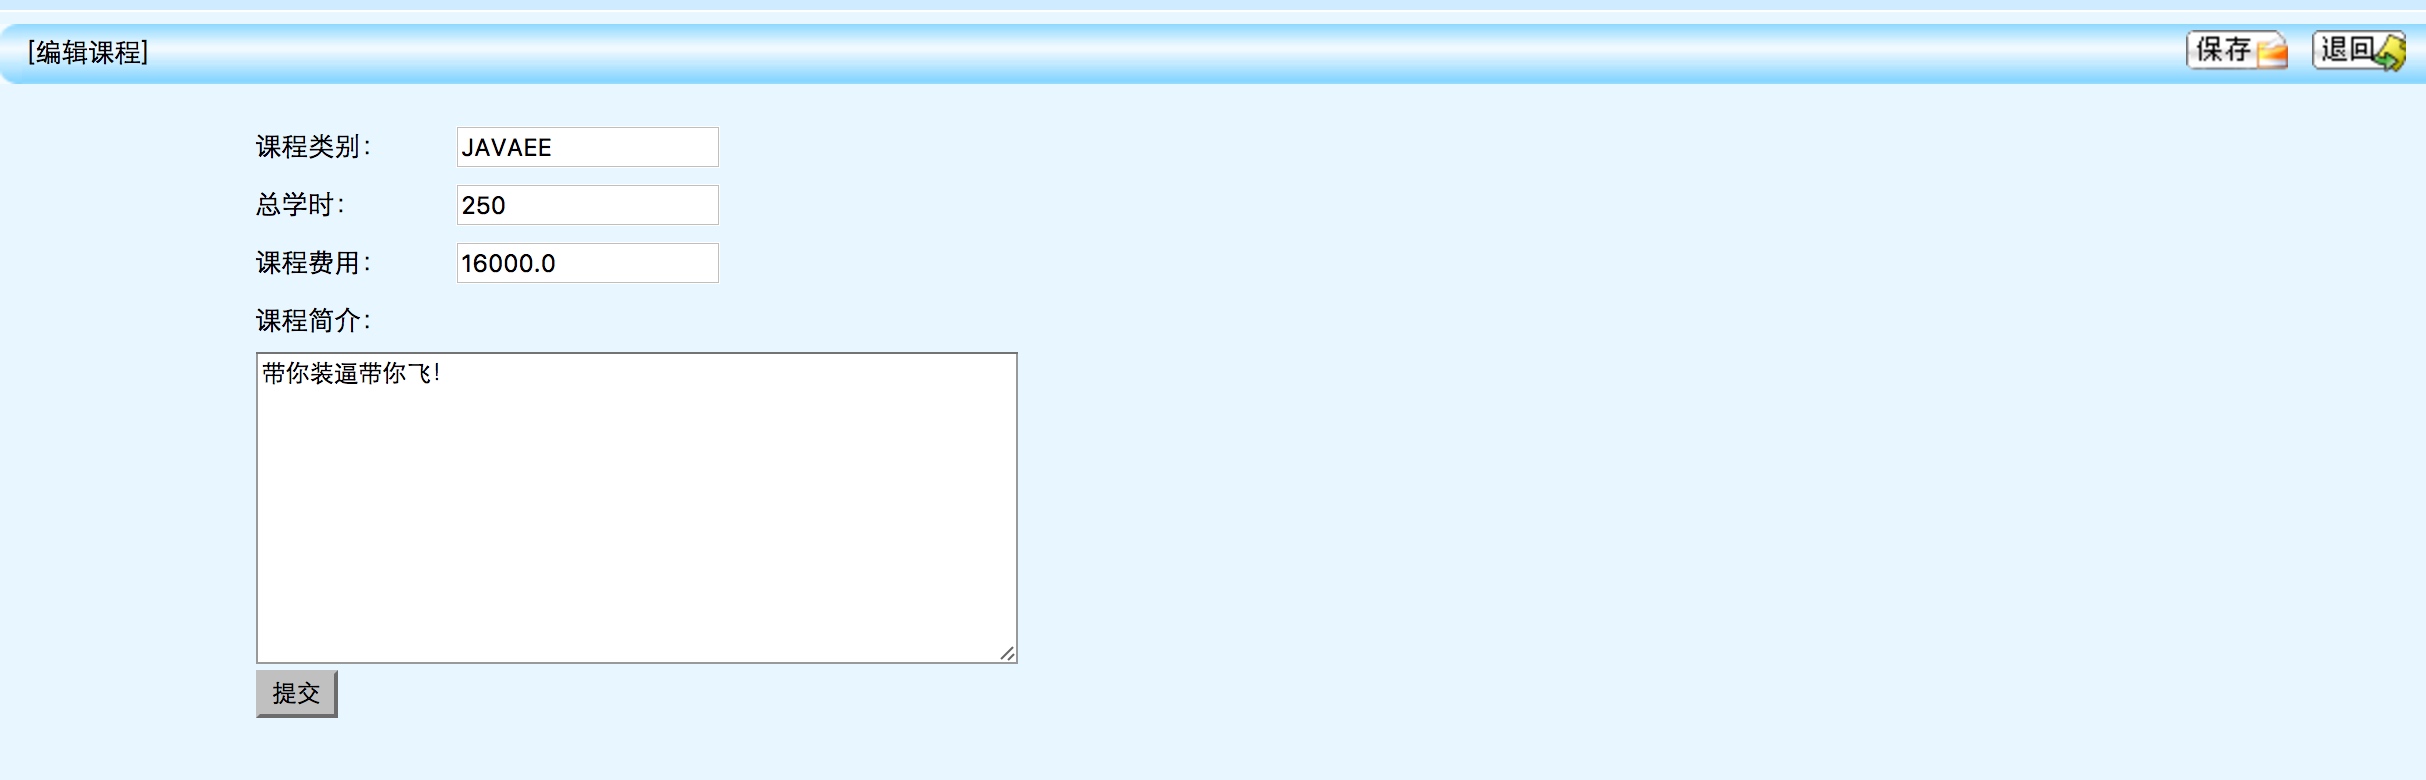 [编辑课程] 保存 退回
课程类别： JAVAEE
总学时： 250
课程费用： 16000.0
课程简介：
带你装逼带你飞！
提交